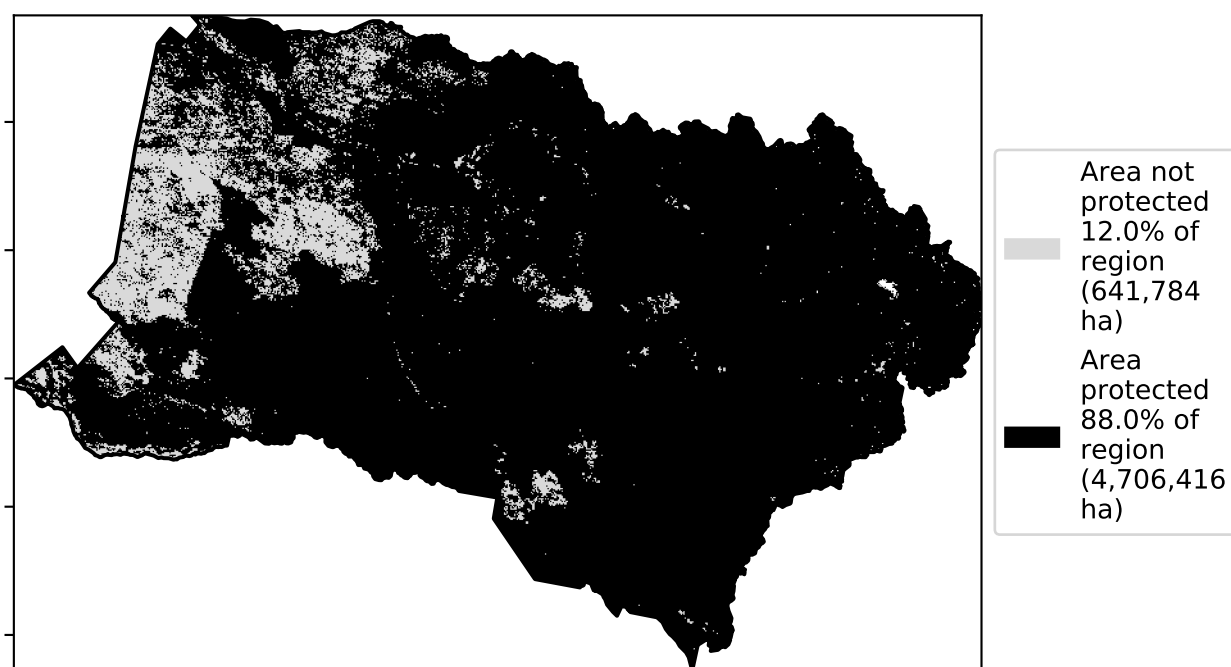 Area not
protected
12.0% of
region
(641,784
ha)
Area
protected
88.0% of
region
(4,706,416
ha)